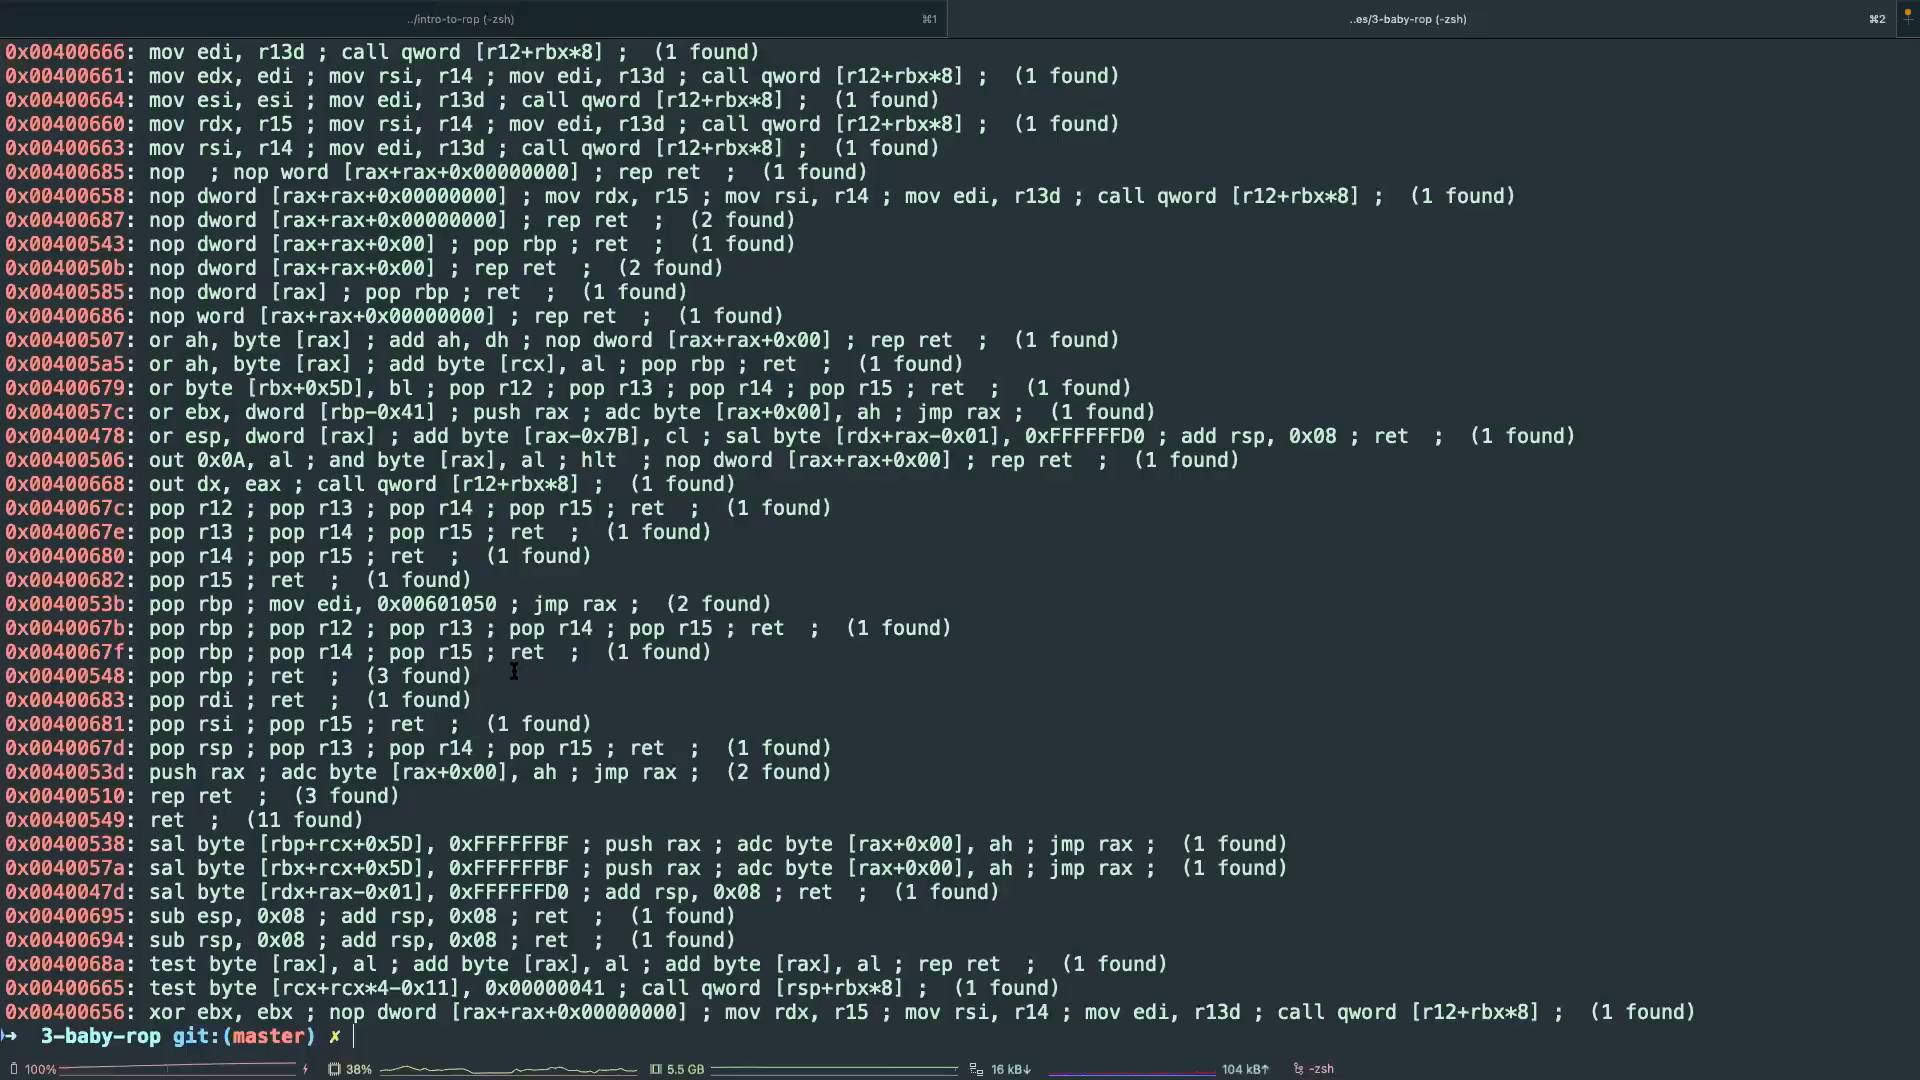 ../intro-to-rop (-zsh) ⌘1 ..es/3-baby-rop (-zsh) ⌘2
0x00400666: mov edi, r13d ; call qword [r12+rbx*8] ;  (1 found)
0x00400661: mov edx, edi ; mov rsi, r14 ; mov edi, r13d ; call qword [r12+rbx*8] ;  (1 found)
0x00400664: mov esi, esi ; mov edi, r13d ; call qword [r12+rbx*8] ;  (1 found)
0x00400660: mov rdx, r15 ; mov rsi, r14 ; mov edi, r13d ; call qword [r12+rbx*8] ;  (1 found)
0x00400663: mov rsi, r14 ; mov edi, r13d ; call qword [r12+rbx*8] ;  (1 found)
0x00400685: nop  ; nop word [rax+rax+0x00000000] ; rep ret  ;  (1 found)
0x00400658: nop dword [rax+rax+0x00000000] ; mov rdx, r15 ; mov rsi, r14 ; mov edi, r13d ; call qword [r12+rbx*8] ;  (1 found)
0x00400687: nop dword [rax+rax+0x00000000] ; rep ret  ;  (2 found)
0x00400543: nop dword [rax+rax+0x00] ; pop rbp ; ret  ;  (1 found)
0x0040050b: nop dword [rax+rax+0x00] ; rep ret  ;  (2 found)
0x00400585: nop dword [rax] ; pop rbp ; ret  ;  (1 found)
0x00400686: nop word [rax+rax+0x00000000] ; rep ret  ;  (1 found)
0x00400507: or ah, byte [rax] ; add ah, dh ; nop dword [rax+rax+0x00] ; rep ret  ;  (1 found)
0x004005a5: or ah, byte [rax] ; add byte [rcx], al ; pop rbp ; ret  ;  (1 found)
0x00400679: or byte [rbx+0x5D], bl ; pop r12 ; pop r13 ; pop r14 ; pop r15 ; ret  ;  (1 found)
0x0040057c: or ebx, dword [rbp-0x41] ; push rax ; adc byte [rax+0x00], ah ; jmp rax ;  (1 found)
0x00400478: or esp, dword [rax] ; add byte [rax-0x7B], cl ; sal byte [rdx+rax-0x01], 0xFFFFFFD0 ; add rsp, 0x08 ; ret  ;  (1 found)
0x00400506: out 0x0A, al ; and byte [rax], al ; hlt  ; nop dword [rax+rax+0x00] ; rep ret  ;  (1 found)
0x00400668: out dx, eax ; call qword [r12+rbx*8] ;  (1 found)
0x0040067c: pop r12 ; pop r13 ; pop r14 ; pop r15 ; ret  ;  (1 found)
0x0040067e: pop r13 ; pop r14 ; pop r15 ; ret  ;  (1 found)
0x00400680: pop r14 ; pop r15 ; ret  ;  (1 found)
0x00400682: pop r15 ; ret  ;  (1 found)
0x0040053b: pop rbp ; mov edi, 0x00601050 ; jmp rax ;  (2 found)
0x0040067b: pop rbp ; pop r12 ; pop r13 ; pop r14 ; pop r15 ; ret  ;  (1 found)
0x0040067f: pop rbp ; pop r14 ; pop r15 ; ret  ;  (1 found)
0x00400548: pop rbp ; ret  ;  (3 found)
0x00400683: pop rdi ; ret  ;  (1 found)
0x00400681: pop rsi ; pop r15 ; ret  ;  (1 found)
0x0040067d: pop rsp ; pop r13 ; pop r14 ; pop r15 ; ret  ;  (1 found)
0x0040053d: push rax ; adc byte [rax+0x00], ah ; jmp rax ;  (2 found)
0x00400510: rep ret  ;  (3 found)
0x00400549: ret  ;  (11 found)
0x00400538: sal byte [rbp+rcx+0x5D], 0xFFFFFFBF ; push rax ; adc byte [rax+0x00], ah ; jmp rax ;  (1 found)
0x0040057a: sal byte [rbx+rcx+0x5D], 0xFFFFFFBF ; push rax ; adc byte [rax+0x00], ah ; jmp rax ;  (1 found)
0x0040047d: sal byte [rdx+rax-0x01], 0xFFFFFFD0 ; add rsp, 0x08 ; ret  ;  (1 found)
0x00400695: sub esp, 0x08 ; add rsp, 0x08 ; ret  ;  (1 found)
0x00400694: sub rsp, 0x08 ; add rsp, 0x08 ; ret  ;  (1 found)
0x0040068a: test byte [rax], al ; add byte [rax], al ; add byte [rax], al ; rep ret  ;  (1 found)
0x00400665: test byte [rcx+rcx*4-0x11], 0x00000041 ; call qword [rsp+rbx*8] ;  (1 found)
0x00400656: xor ebx, ebx ; nop dword [rax+rax+0x00000000] ; mov rdx, r15 ; mov rsi, r14 ; mov edi, r13d ; call qword [r12+rbx*8] ;  (1 found)
→  3-baby-rop git:(master) ✗
100% 38% 5.5 GB 16 kB↓ 104 kB↑ -zsh